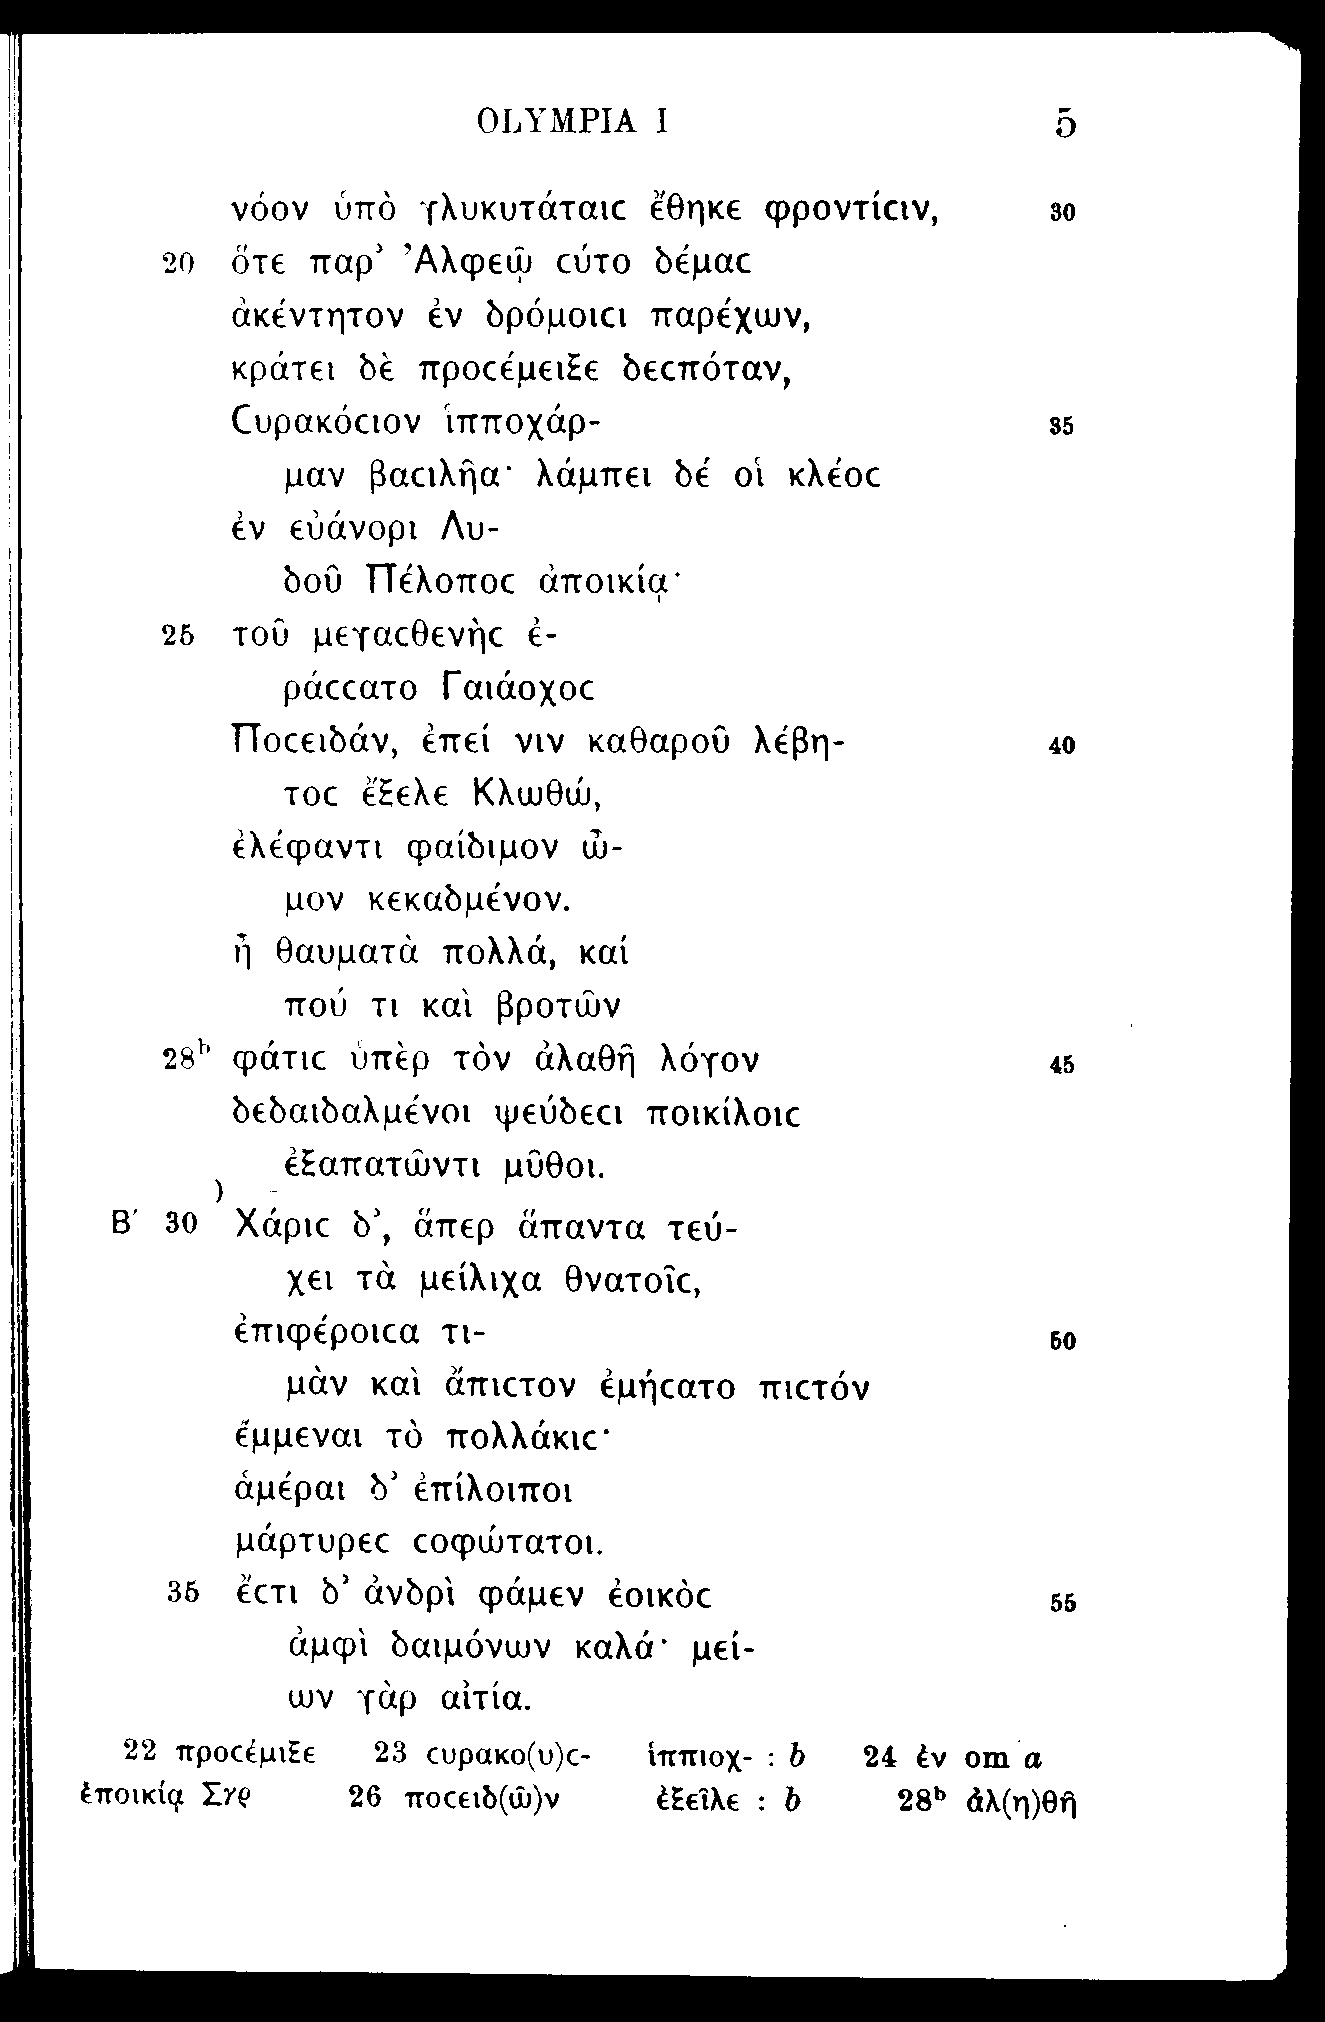 OLYMPIA I 5
νόον ὑπὸ γλυκυτάταιϲ ἔθηκε φροντίϲιν, 30
20 ὅτε παρ’ Ἀλφεῷ ϲύτο δέμαϲ
ἀκέντητον ἐν δρόμοιϲι παρέχων,
κράτει δὲ προϲέμειξε δεϲπόταν,
Ϲυρακόϲιον ἱπποχάρ- 35
μαν βαϲιλῆα· λάμπει δέ οἱ κλέοϲ
ἐν εὐάνορι Λυ-
δοῦ Πέλοποϲ ἀποικίᾳ·
25 τοῦ μεγαϲθενὴϲ ἐ-
ράϲϲατο Γαιάοχοϲ
Ποϲειδάν, ἐπεί νιν καθαροῦ λέβη- 40
τοϲ ἔξελε Κλωθώ,
ἐλέφαντι φαίδιμον ὦ-
μον κεκαδμένον.
ἦ θαυματὰ πολλά, καί
πού τι καὶ βροτῶν
28ᵇ φάτιϲ ὑπὲρ τὸν ἀλαθῆ λόγον 45
δεδαιδαλμένοι ψεύδεϲι ποικίλοιϲ
ἐξαπατῶντι μῦθοι.
Β΄ 30 Χάριϲ δ’, ἅπερ ἅπαντα τεύ-
χει τὰ μείλιχα θνατοῖϲ,
ἐπιφέροιϲα τι- 50
μὰν καὶ ἄπιϲτον ἐμήϲατο πιϲτόν
ἔμμεναι τὸ πολλάκιϲ·
ἁμέραι δ’ ἐπίλοιποι
μάρτυρεϲ ϲοφώτατοι.
35 ἔϲτι δ’ ἀνδρὶ φάμεν ἐοικὸϲ 55
ἀμφὶ δαιμόνων καλά· μεί-
ων γὰρ αἰτία.
22 προϲέμιξε 23 ϲυρακο(υ)ϲ- ἱππιοχ- : b 24 ἐν om a
ἐποικίᾳ Σγρ 26 ποϲειδ(ῶ)ν ἐξεῖλε : b 28ᵇ ἀλ(η)θῆ